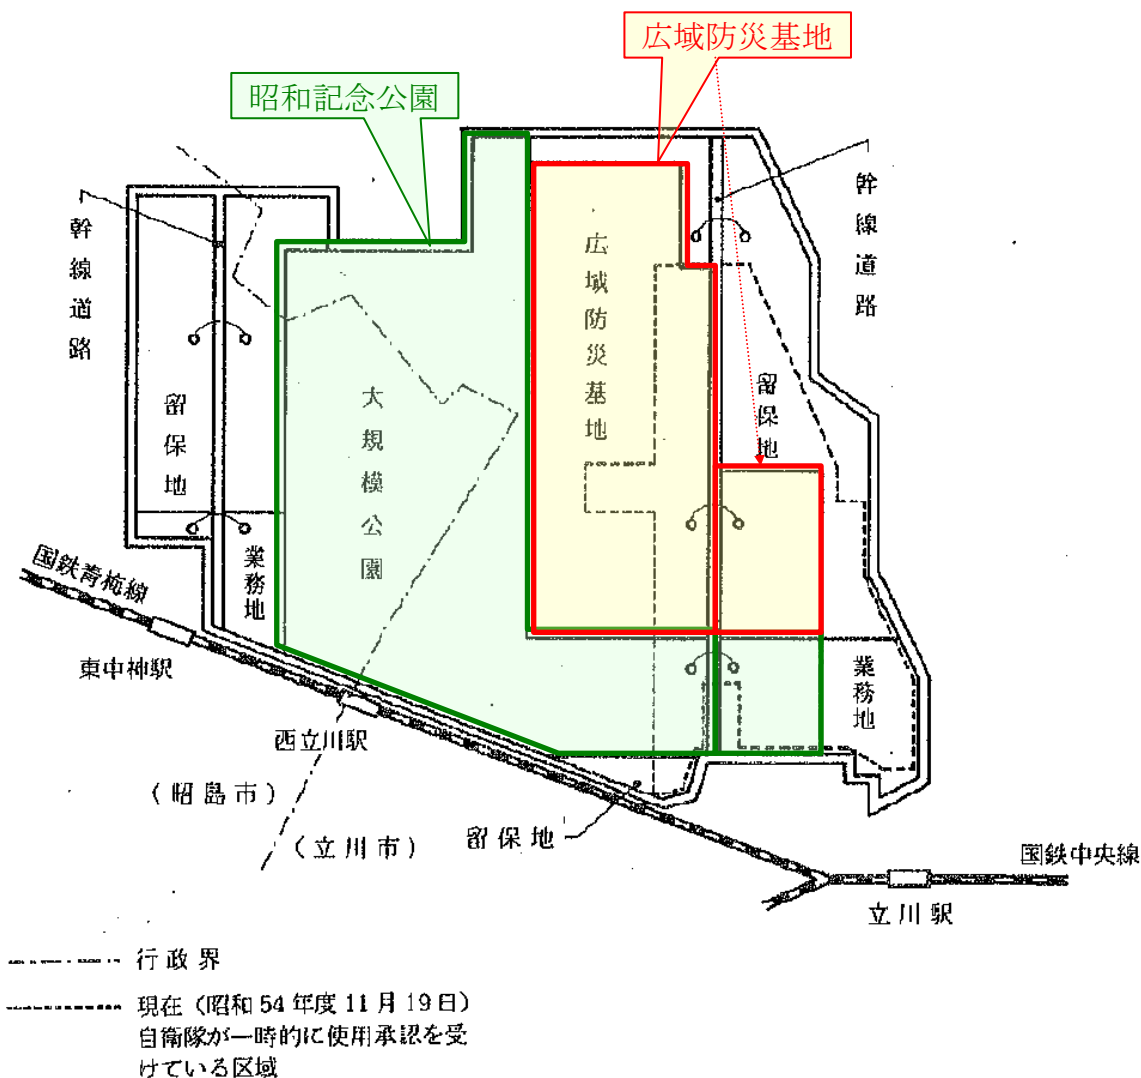 広域防災基地
昭和記念公園
幹線道路
幹線道路
広域防災基地
留保地
大規模公園
留保地
業務地
国鉄青梅線
東中神駅
西立川駅
業務地
(昭島市)
(立川市)
留保地
国鉄中央線
立川駅
行政界
現在(昭和54年度11月19日)
自衛隊が一時的に使用承認を受
けている区域